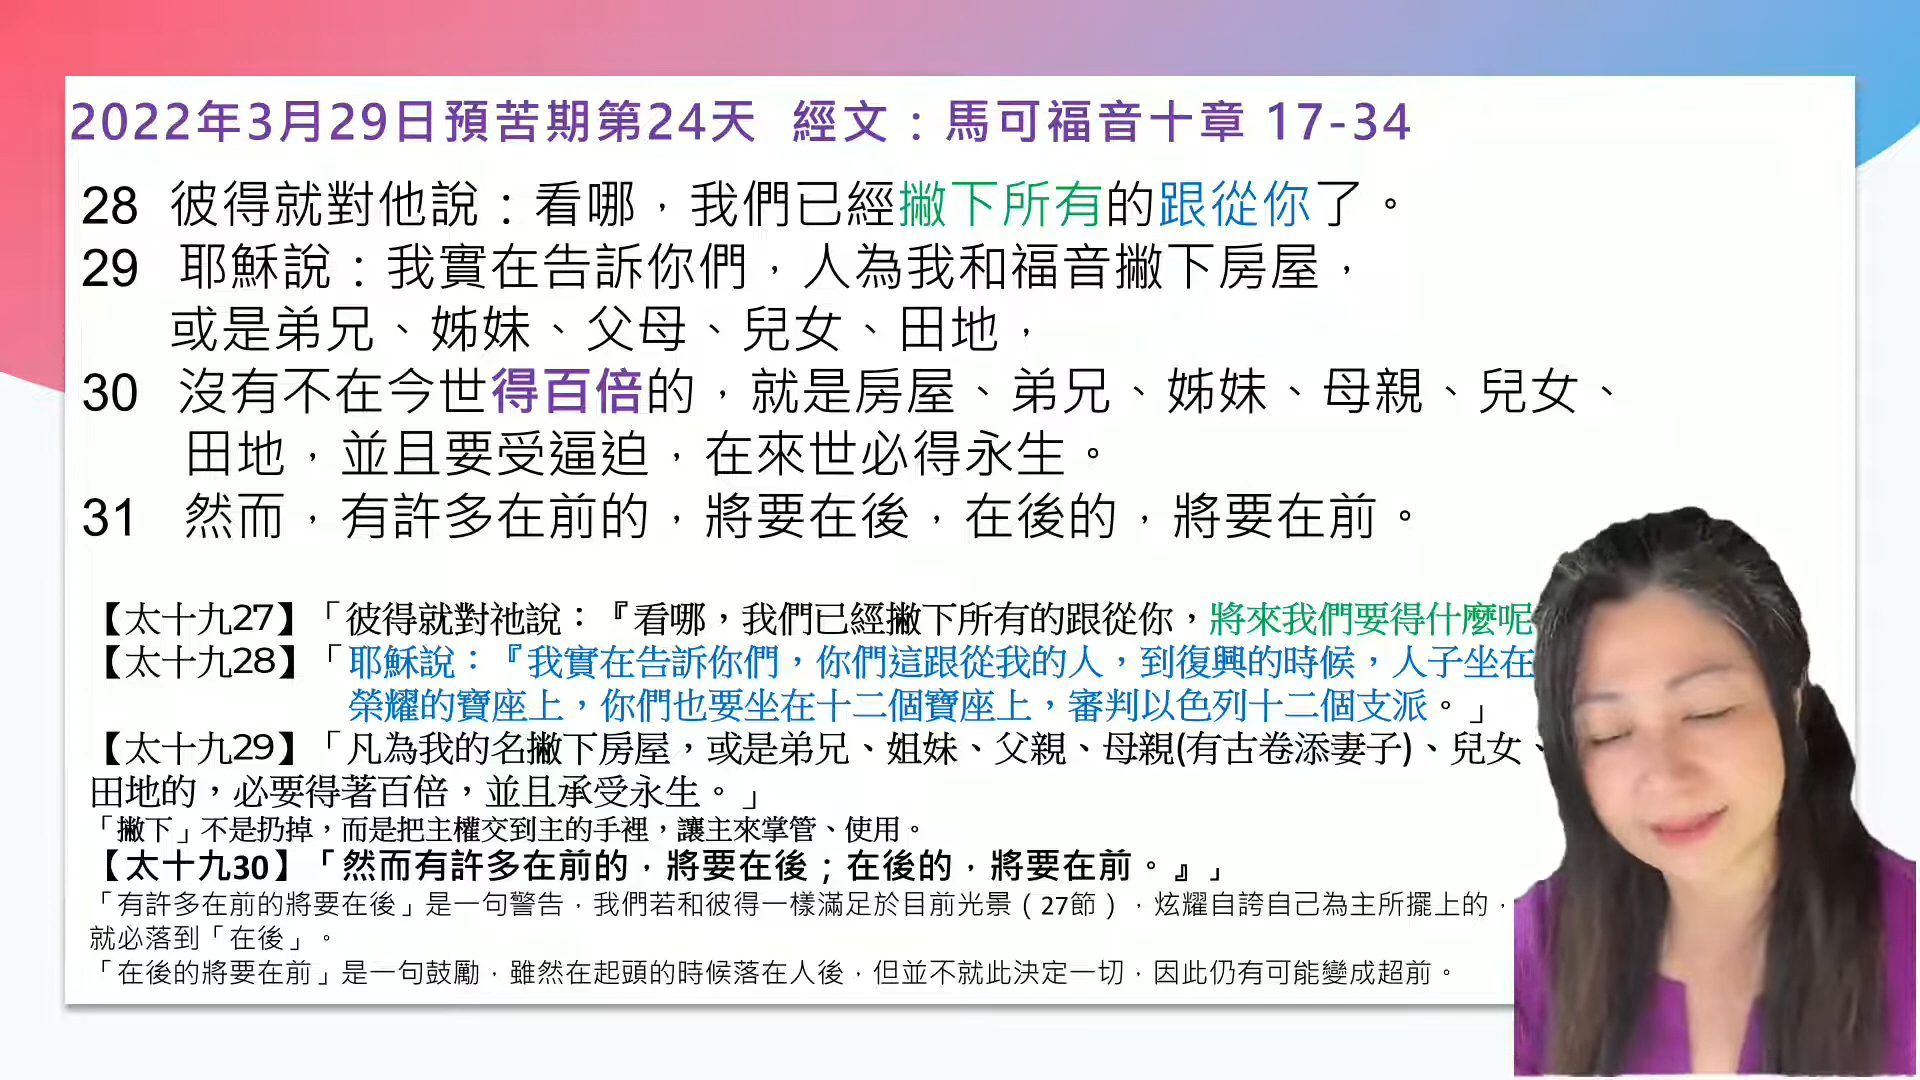 2022年3月29日預苦期第24天 經文：馬可福音十章 17-34
28 彼得就對他說：看哪，我們已經撇下所有的跟從你了。
29 耶穌說：我實在告訴你們，人為我和福音撇下房屋，
或是弟兄、姊妹、父母、兒女、田地，
30 沒有不在今世得百倍的，就是房屋、弟兄、姊妹、母親、兒女、
田地，並且要受逼迫，在來世必得永生。
31 然而，有許多在前的，將要在後，在後的，將要在前。
【太十九27】「彼得就對祂說：『看哪，我們已經撇下所有的跟從你，將來我們要得什麼呢
【太十九28】「耶穌說：『我實在告訴你們，你們這跟從我的人，到復興的時候，人子坐在
榮耀的寶座上，你們也要坐在十二個寶座上，審判以色列十二個支派。」
【太十九29】「凡為我的名撇下房屋，或是弟兄、姐妹、父親、母親(有古卷添妻子)、兒女、
田地的，必要得著百倍，並且承受永生。」
「撇下」不是扔掉，而是把主權交到主的手裡，讓主來掌管、使用。
【太十九30】「然而有許多在前的，將要在後；在後的，將要在前。』」
「有許多在前的將要在後」是一句警告，我們若和彼得一樣滿足於目前光景（27節），炫耀自誇自己為主所擺上的，
就必落到「在後」。
「在後的將要在前」是一句鼓勵，雖然在起頭的時候落在人後，但並不就此決定一切，因此仍有可能變成超前。